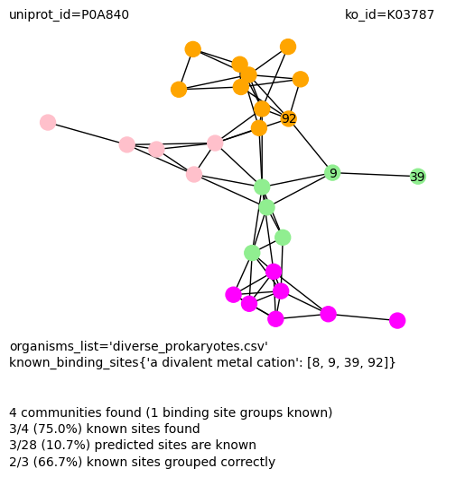 uniprot_id=P0A840 ko_id=K03787
92
9
39
organisms_list='diverse_prokaryotes.csv'
known_binding_sites{'a divalent metal cation': [8, 9, 39, 92]}
4 communities found (1 binding site groups known)
3/4 (75.0%) known sites found
3/28 (10.7%) predicted sites are known
2/3 (66.7%) known sites grouped correctly